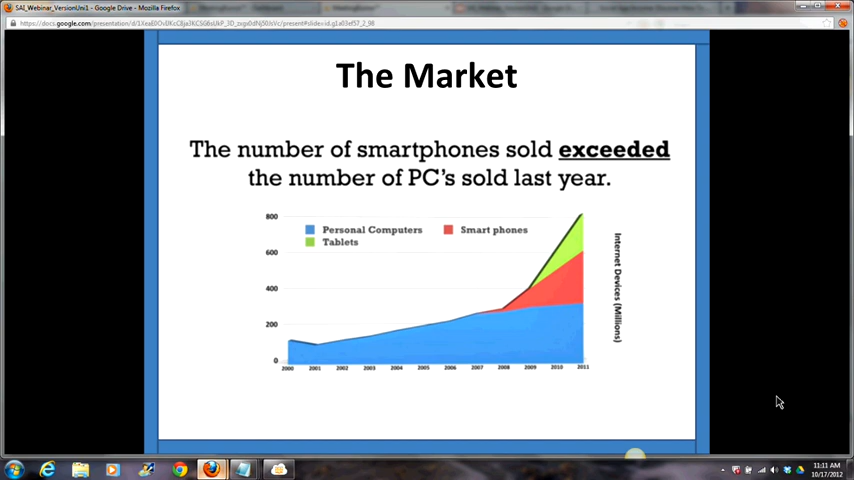 SAI_Webinar_VersionUni1 - Google Drive - Mozilla Firefox
The Market
The number of smartphones sold exceeded
the number of PC's sold last year.
800
600
400
200
0
Personal Computers
Smart phones
Tablets
Internet Devices (Millions)
2000 2001 2002 2003 2004 2005 2006 2007 2008 2009 2010 2011
11:11 AM
10/17/2012